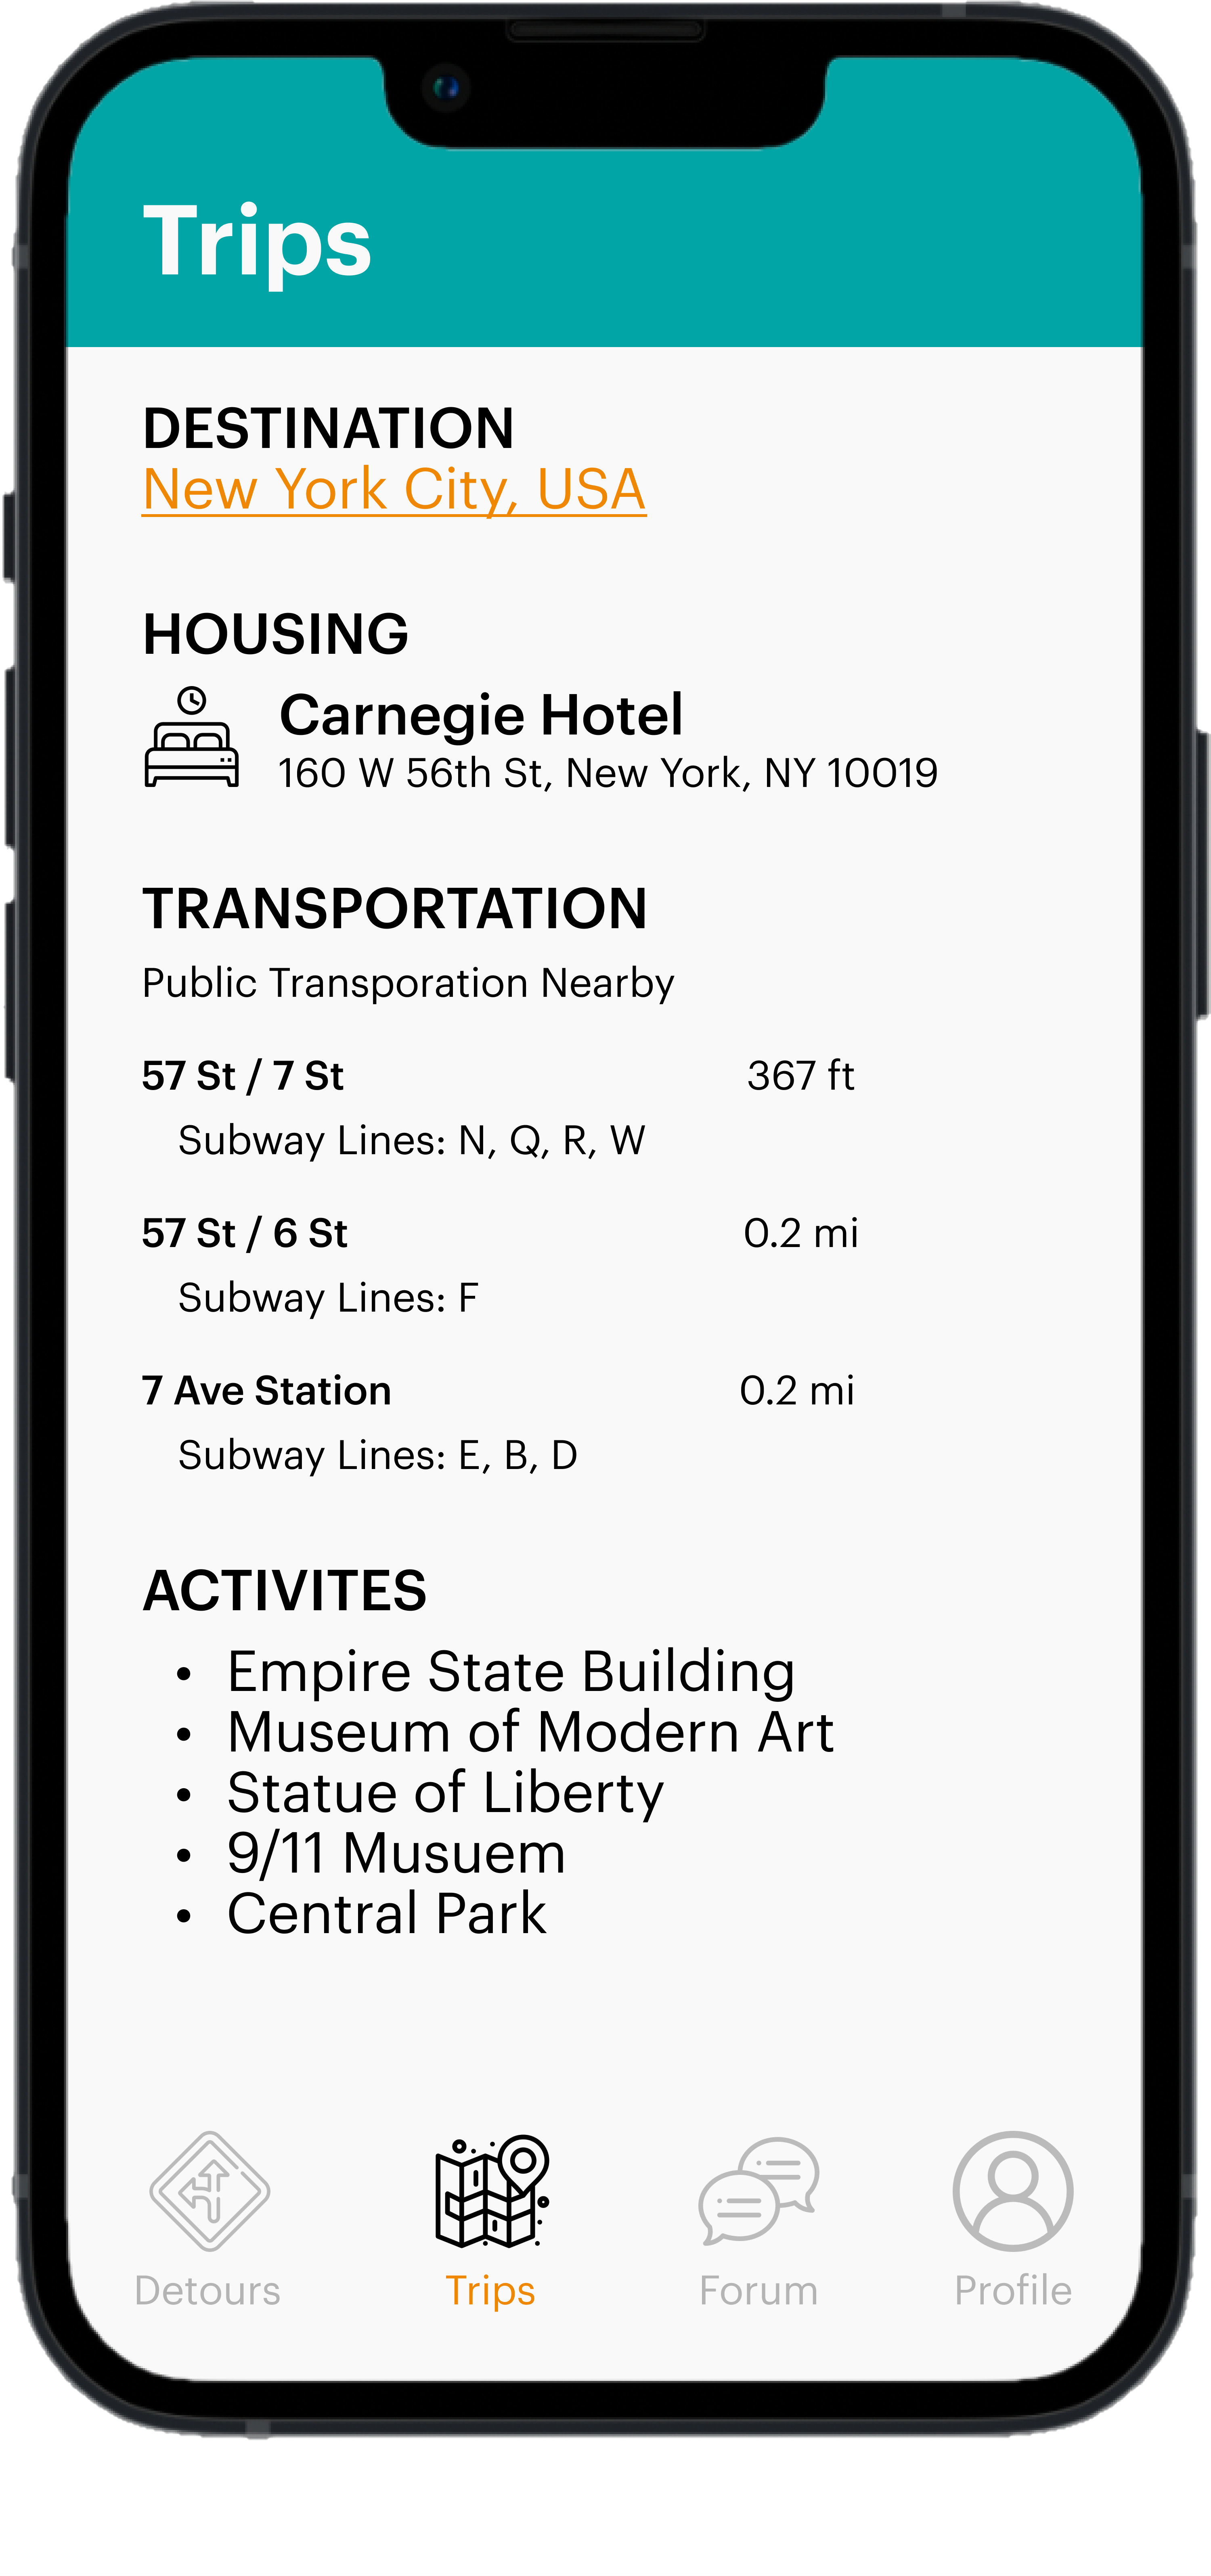 Trips
DESTINATION
New York City, USA
HOUSING
Carnegie Hotel
160 W 56th St, New York, NY 10019
TRANSPORTATION
Public Transporation Nearby
57 St / 7 St 367 ft
Subway Lines: N, Q, R, W
57 St / 6 St 0.2 mi
Subway Lines: F
7 Ave Station 0.2 mi
Subway Lines: E, B, D
ACTIVITES
• Empire State Building
• Museum of Modern Art
• Statue of Liberty
• 9/11 Musuem
• Central Park
Detours Trips Forum Profile